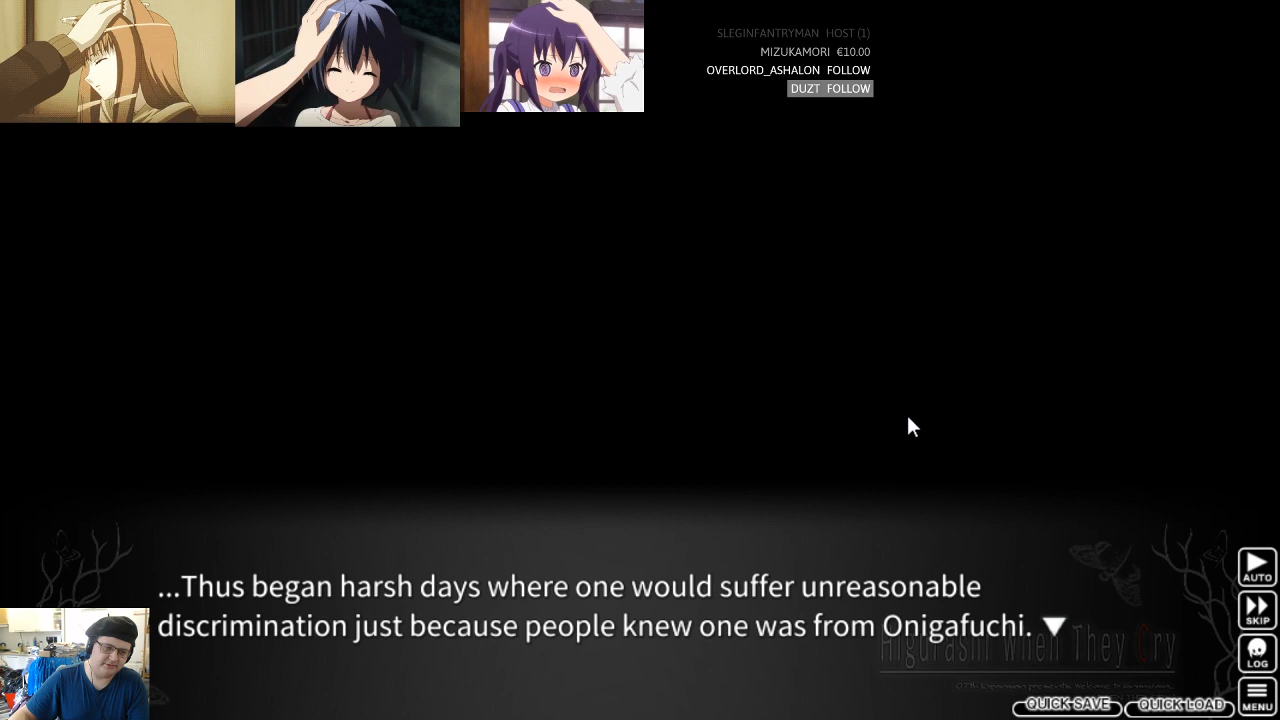 SLEGINFANTRYMAN HOST (1)
MIZUKAMORI €10.00
OVERLORD_ASHALON FOLLOW
DUZT FOLLOW
...Thus began harsh days where one would suffer unreasonable
discrimination just because people knew one was from Onigafuchi.
Higurashi When They Cry
AUTO
SKIP
LOG
MENU
QUICK SAVE QUICK LOAD